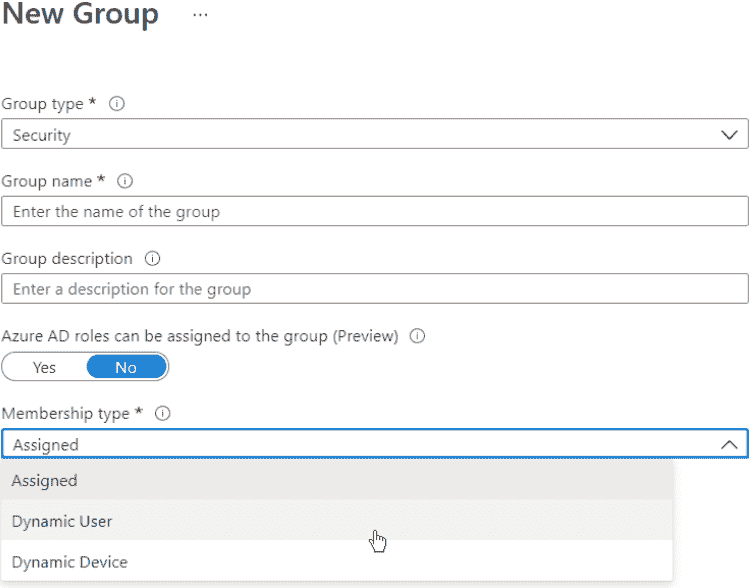 New Group ...
Group type *
Security
Group name *
Enter the name of the group
Group description
Enter a description for the group
Azure AD roles can be assigned to the group (Preview)
Yes No
Membership type *
Assigned
Assigned
Dynamic User
Dynamic Device